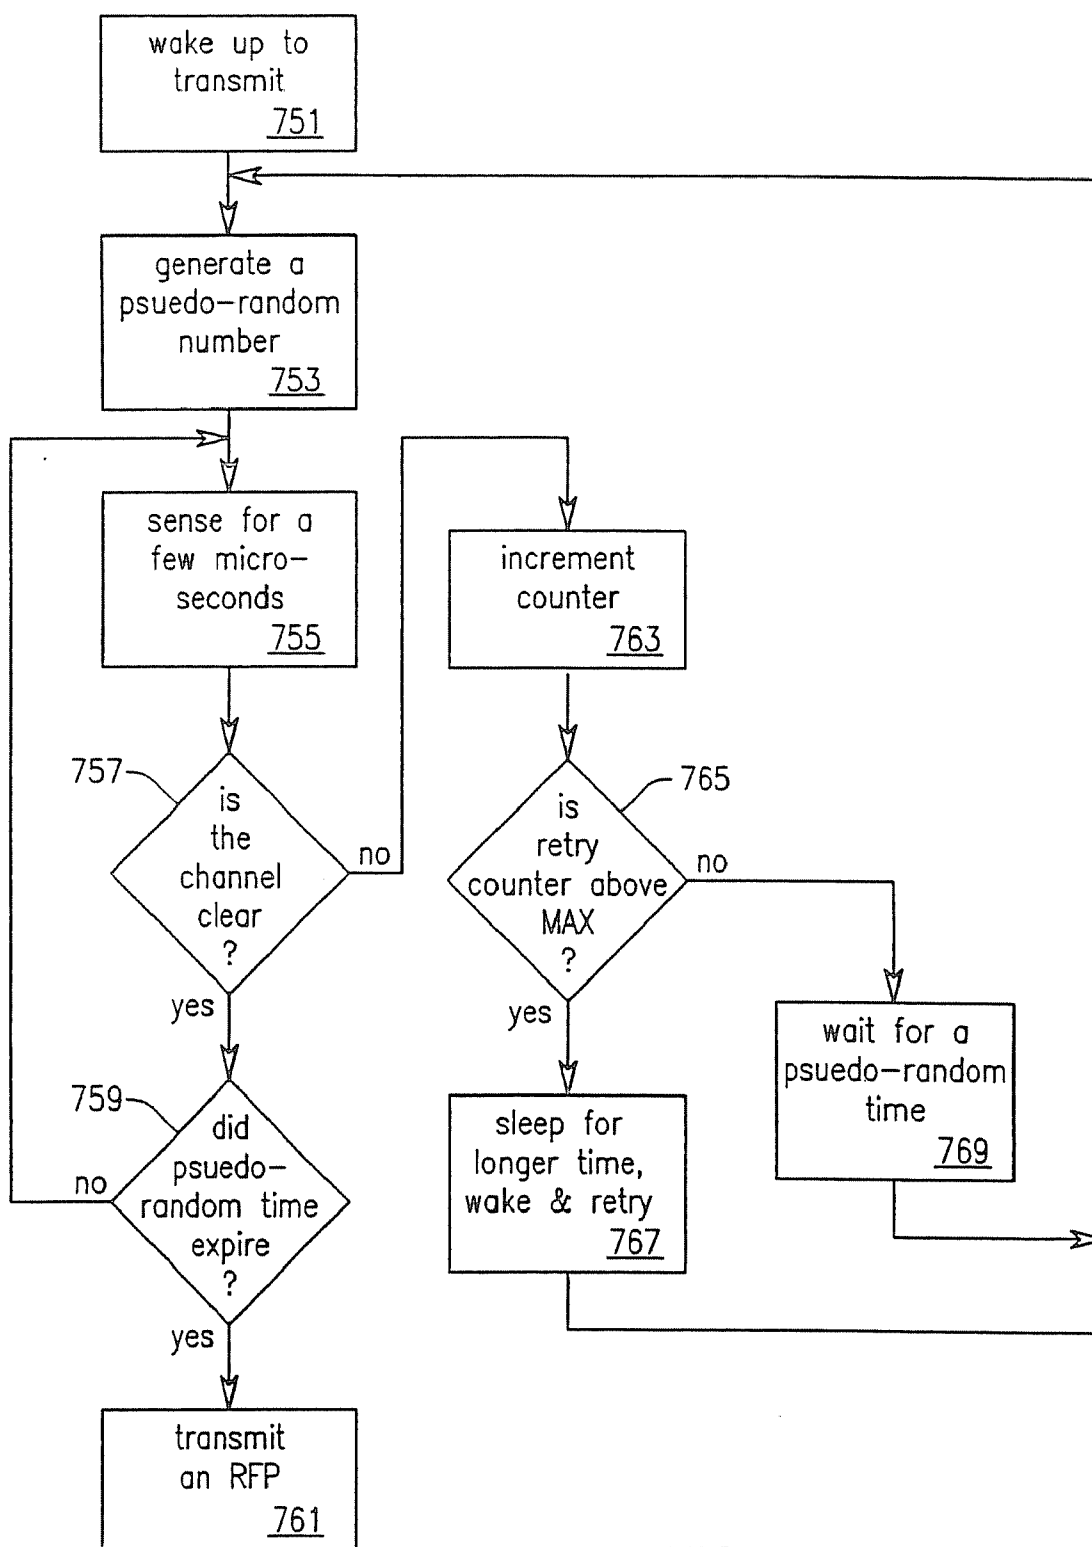 wake up to
transmit
751
generate a
psuedo-random
number
753
sense for a
few micro-
seconds
755
757
is
the
channel
clear
?
no
yes
759
did
psuedo-
random time
expire
?
no
yes
transmit
an RFP
761
increment
counter
763
765
is
retry
counter above
MAX
?
no
yes
sleep for
longer time,
wake & retry
767
wait for a
psuedo-random
time
769